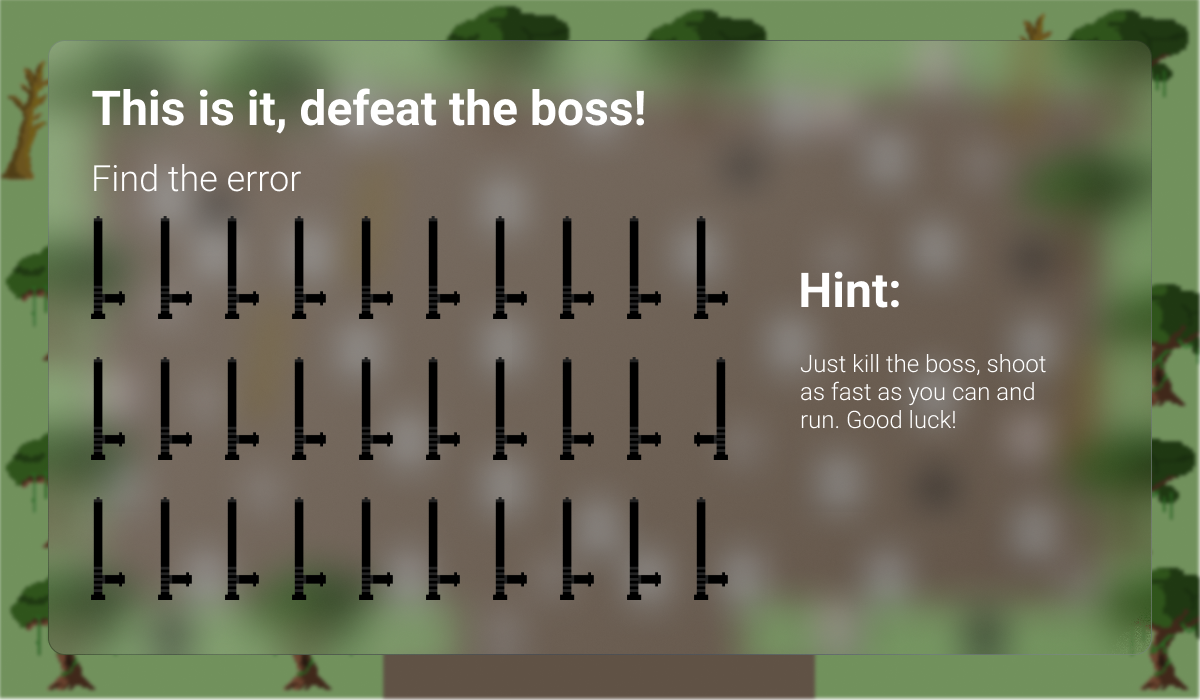 This is it, defeat the boss!
Find the error
Hint:
Just kill the boss, shoot
as fast as you can and
run. Good luck!